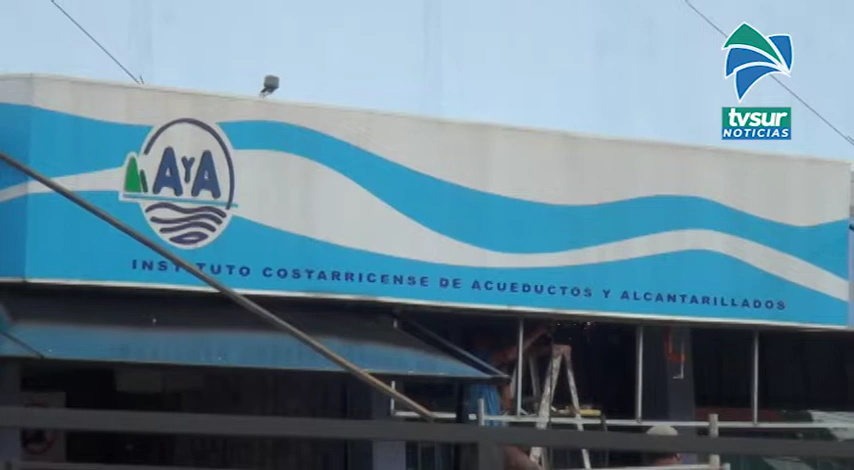 tvsur
NOTICIAS
AYA
INSTITUTO COSTARRICENSE DE ACUEDUCTOS Y ALCANTARILLADOS